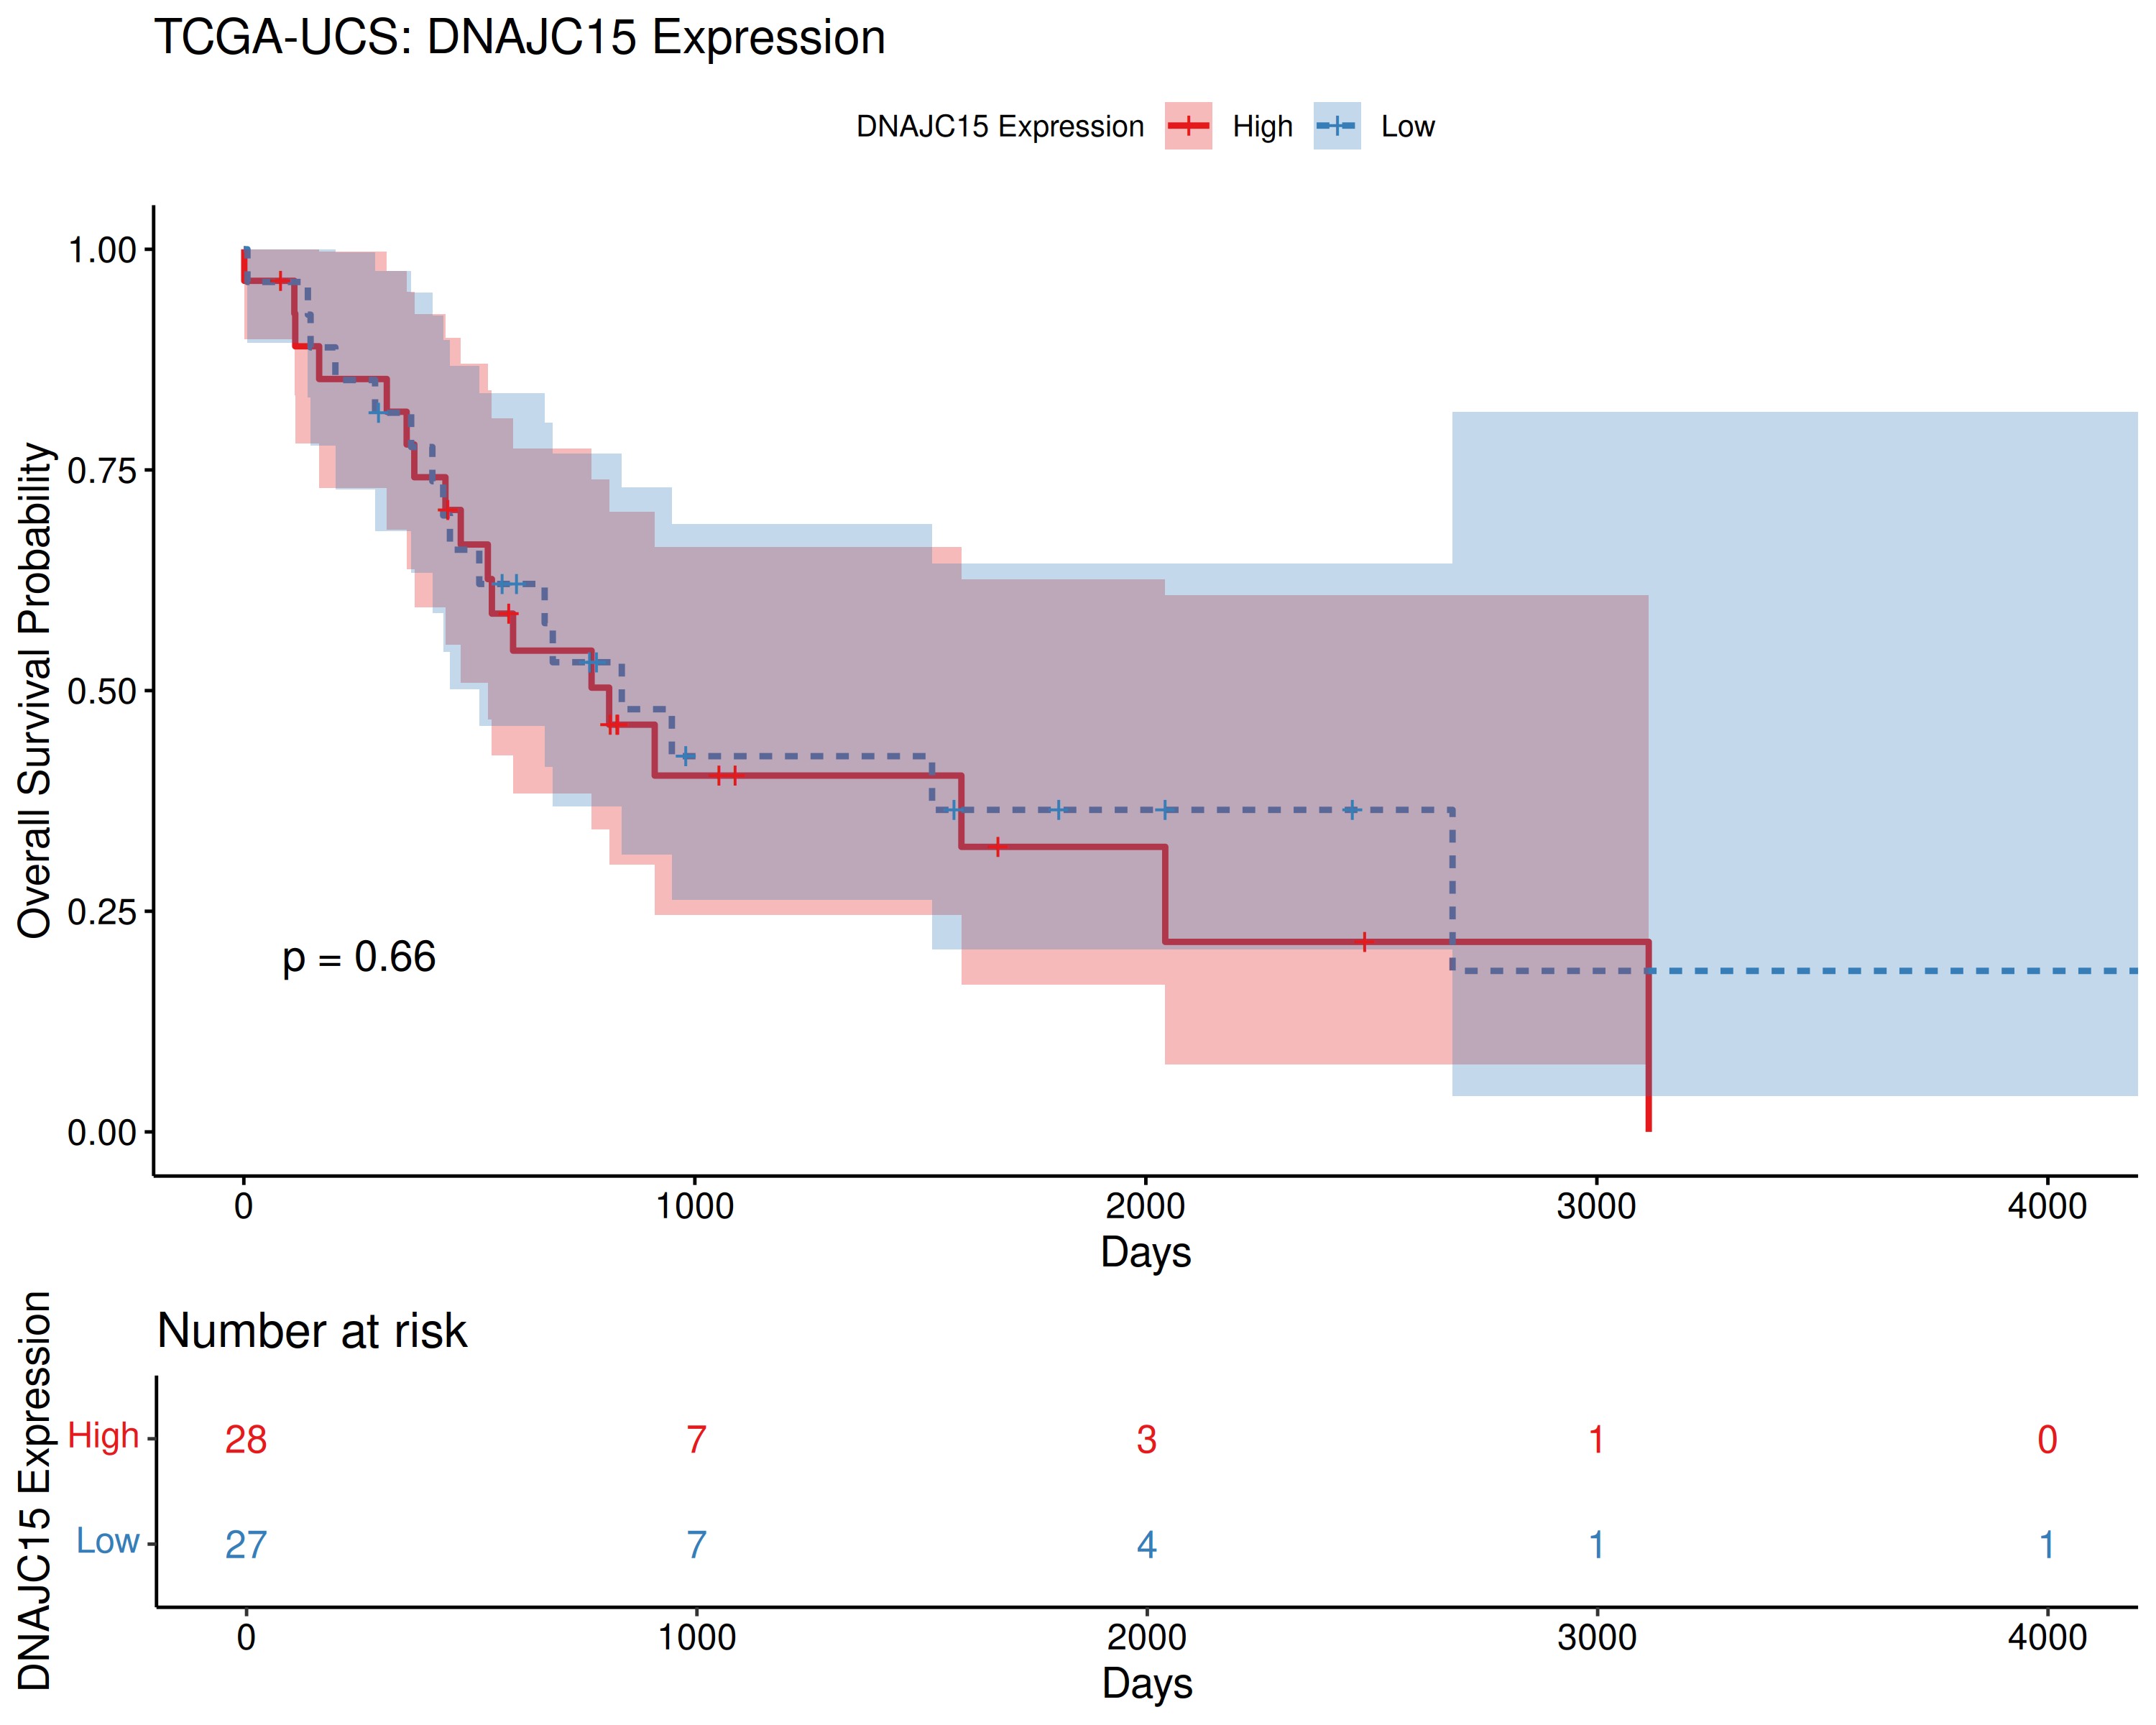 TCGA-UCS: DNAJC15 Expression
DNAJC15 Expression High Low
Overall Survival Probability
1.00
0.75
0.50
0.25
0.00
p = 0.66
0 1000 2000 3000 4000
Days
Number at risk
DNAJC15 Expression
High 28 7 3 1 0
Low 27 7 4 1 1
0 1000 2000 3000 4000
Days